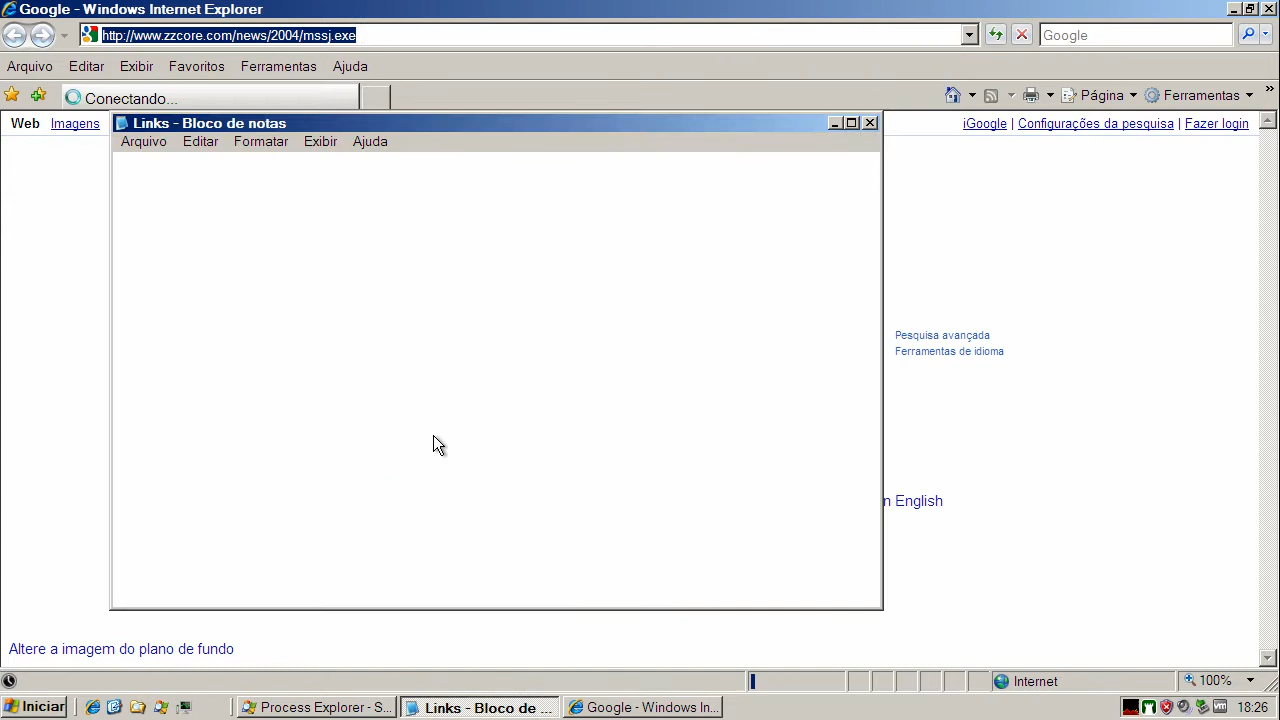 Google - Windows Internet Explorer
http://www.zzcore.com/news/2004/mssj.exe
Google
Arquivo Editar Exibir Favoritos Ferramentas Ajuda
Conectando...
Página Ferramentas »
Web Imagens
iGoogle | Configurações da pesquisa | Fazer login
Links - Bloco de notas
Arquivo Editar Formatar Exibir Ajuda
Pesquisa avançada
Ferramentas de idioma
n English
Altere a imagem do plano de fundo
Internet 100%
Iniciar Process Explorer - S... Links - Bloco de ... Google - Windows In... 18:26